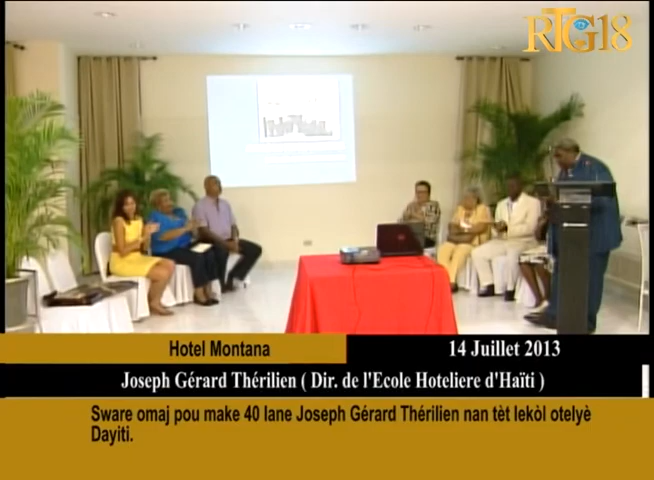 RTG18
Hotel Montana
14 Juillet 2013
Joseph Gérard Thérilien ( Dir. de l'Ecole Hoteliere d'Haïti )
Sware omaj pou make 40 lane Joseph Gérard Thérilien nan tèt lekòl otelyè
Dayiti.